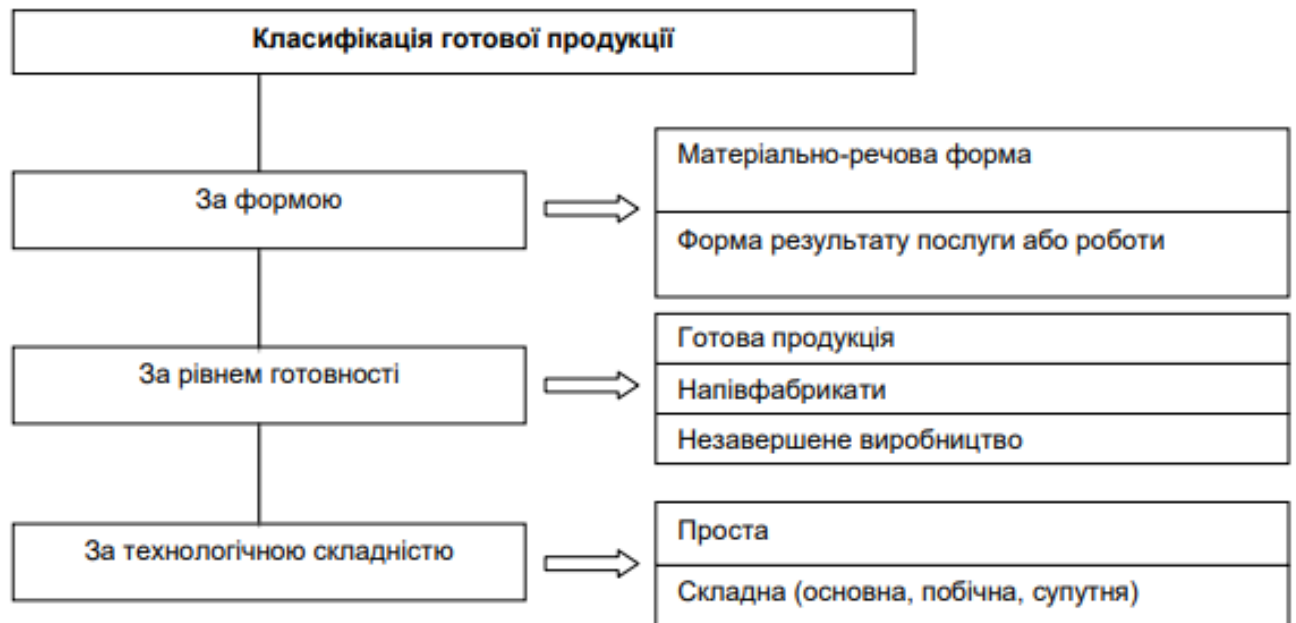 Класифікація готової продукції
За формою
Матеріально-речова форма
Форма результату послуги або роботи
За рівнем готовності
Готова продукція
Напівфабрикати
Незавершене виробництво
За технологічною складністю
Проста
Складна (основна, побічна, супутня)